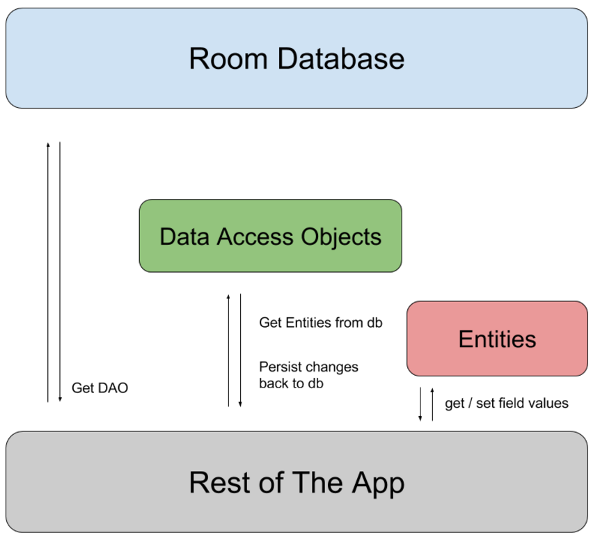 Room Database
Data Access Objects
Get Entities from db
Persist changes
back to db
Entities
Get DAO
get / set field values
Rest of The App